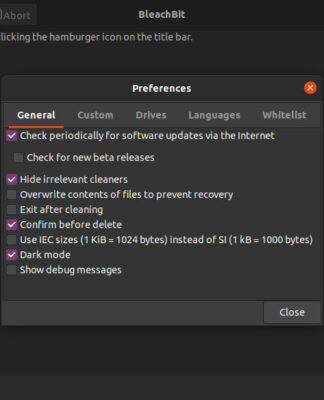 Abort
BleachBit
clicking the hamburger icon on the title bar.
Preferences
General
Custom
Drives
Languages
Whitelist
Check periodically for software updates via the Internet
Check for new beta releases
Hide irrelevant cleaners
Overwrite contents of files to prevent recovery
Exit after cleaning
Confirm before delete
Use IEC sizes (1 KiB = 1024 bytes) instead of SI (1 kB = 1000 bytes)
Dark mode
Show debug messages
Close